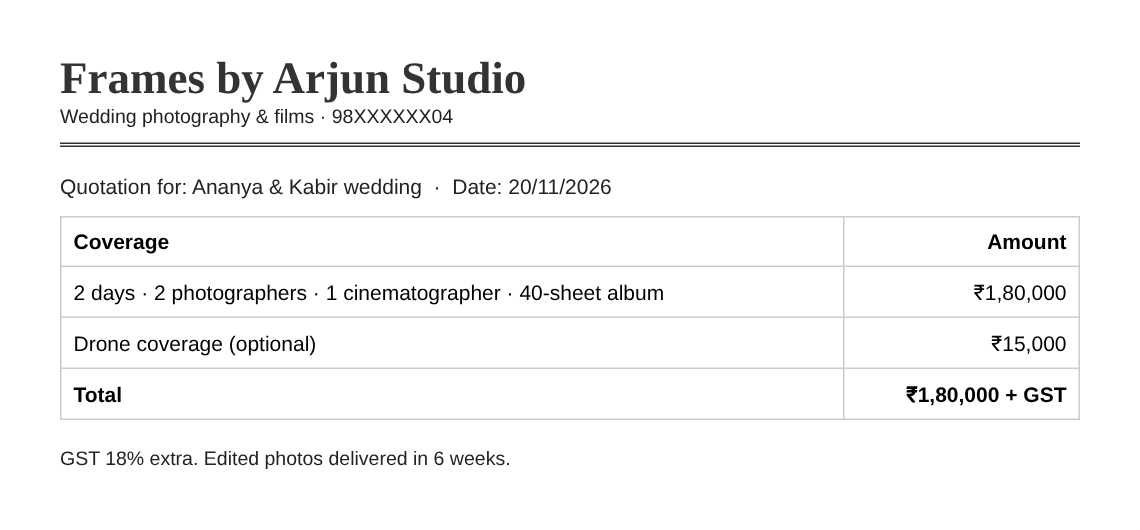 Frames by Arjun Studio
Wedding photography & films · 98XXXXXX04
Quotation for: Ananya & Kabir wedding · Date: 20/11/2026
Coverage Amount
2 days · 2 photographers · 1 cinematographer · 40-sheet album ₹1,80,000
Drone coverage (optional) ₹15,000
Total ₹1,80,000 + GST
GST 18% extra. Edited photos delivered in 6 weeks.